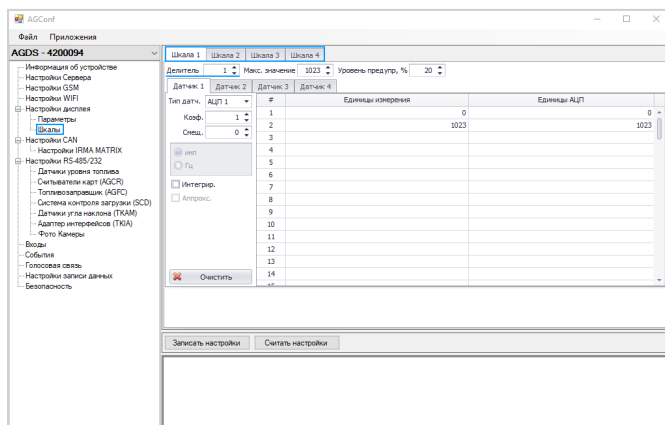 AGConf
Файл Приложения
AGDS - 4200094
Информация об устройстве
Настройки Сервера
Настройки GSM
Настройки WIFI
Настройки дисплея
Параметры
Шкалы
Настройки CAN
Настройки IRMA MATRIX
Настройки RS-485/232
Датчики уровня топлива
Считыватели карт (AGCR)
Топливозаправщик (AGFC)
Система контроля загрузки (SCD)
Датчики угла наклона (TKAM)
Адаптер интерфейсов (TKIA)
Фото Камеры
Входы
События
Голосовая связь
Настройки записи данных
Безопасность
Шкала 1 Шкала 2 Шкала 3 Шкала 4
Делитель 1 Макс. значение 1023 Уровень предупр, % 20
Датчик 1 Датчик 2 Датчик 3 Датчик 4
Тип датч. АЦП 1
Коэф. 1
Смещ. 0
имп
Гц
Интегрир.
Аппрокс.
Очистить
# Единицы измерения Единицы АЦП
1 0 0
2 1023 1023
3
4
5
6
7
8
9
10
11
12
13
14
15
Записать настройки Считать настройки